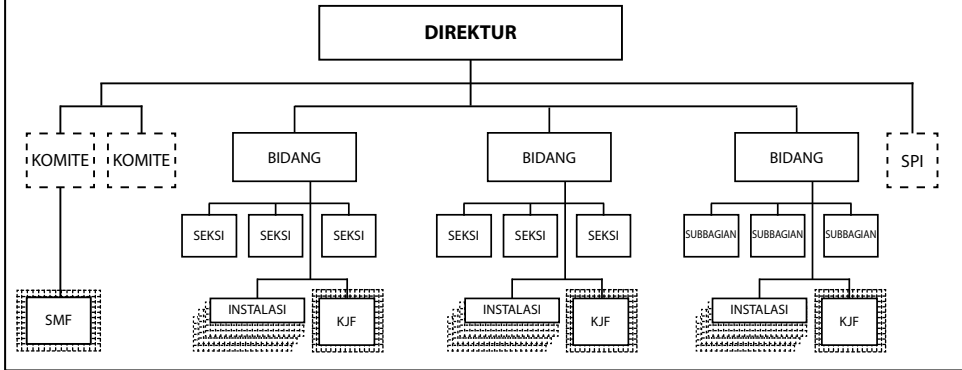 DIREKTUR
KOMITE KOMITE BIDANG BIDANG BIDANG SPI
SEKSI SEKSI SEKSI SEKSI SEKSI SEKSI SUBBAGIAN SUBBAGIAN SUBBAGIAN
SMF INSTALASI KJF INSTALASI KJF INSTALASI KJF